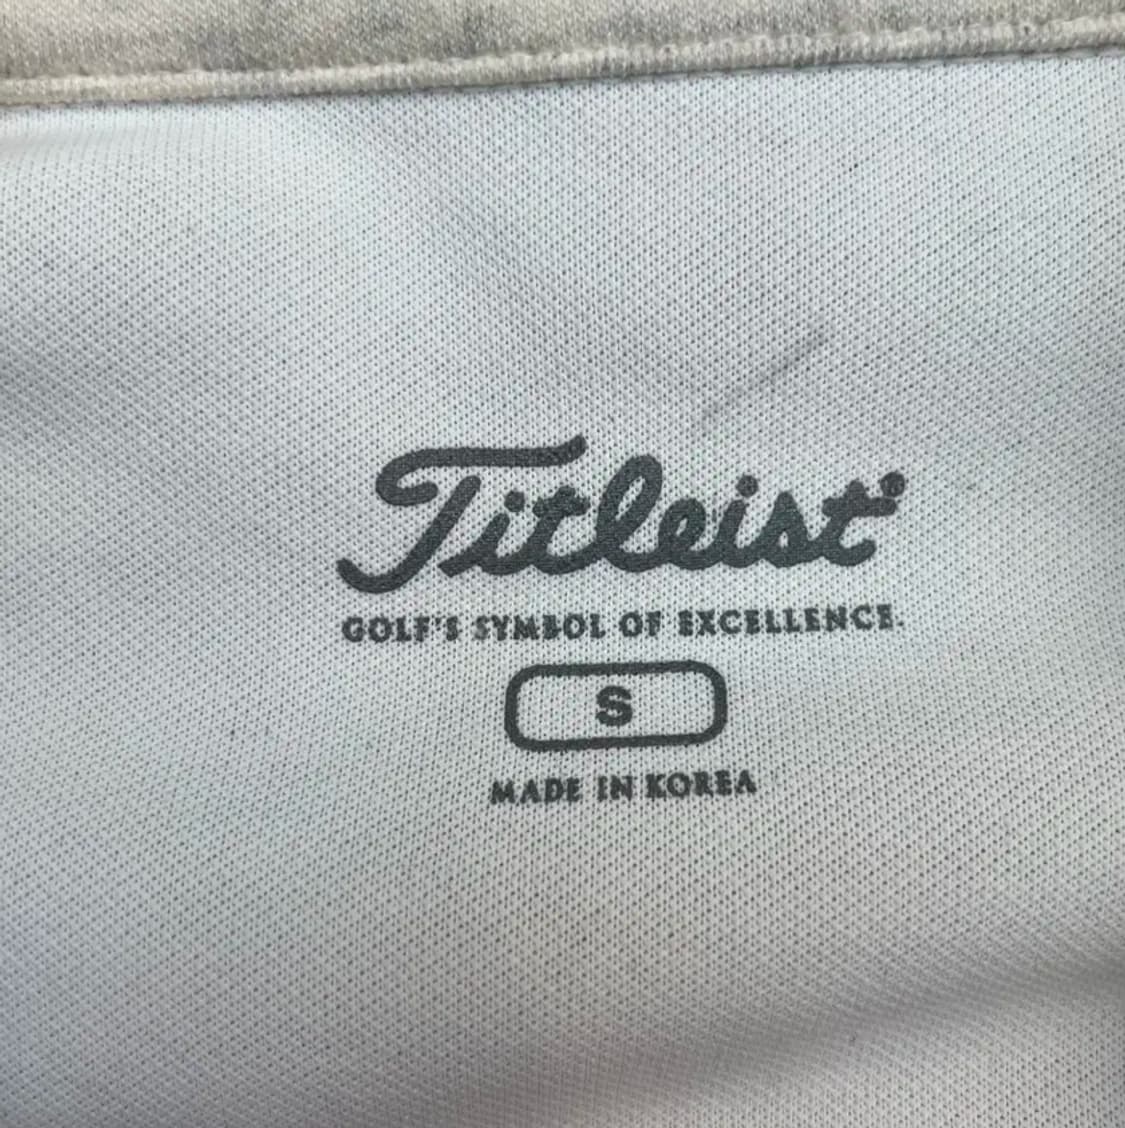 Titleist®
GOLF'S SYMBOL OF EXCELLENCE.
S
MADE IN KOREA